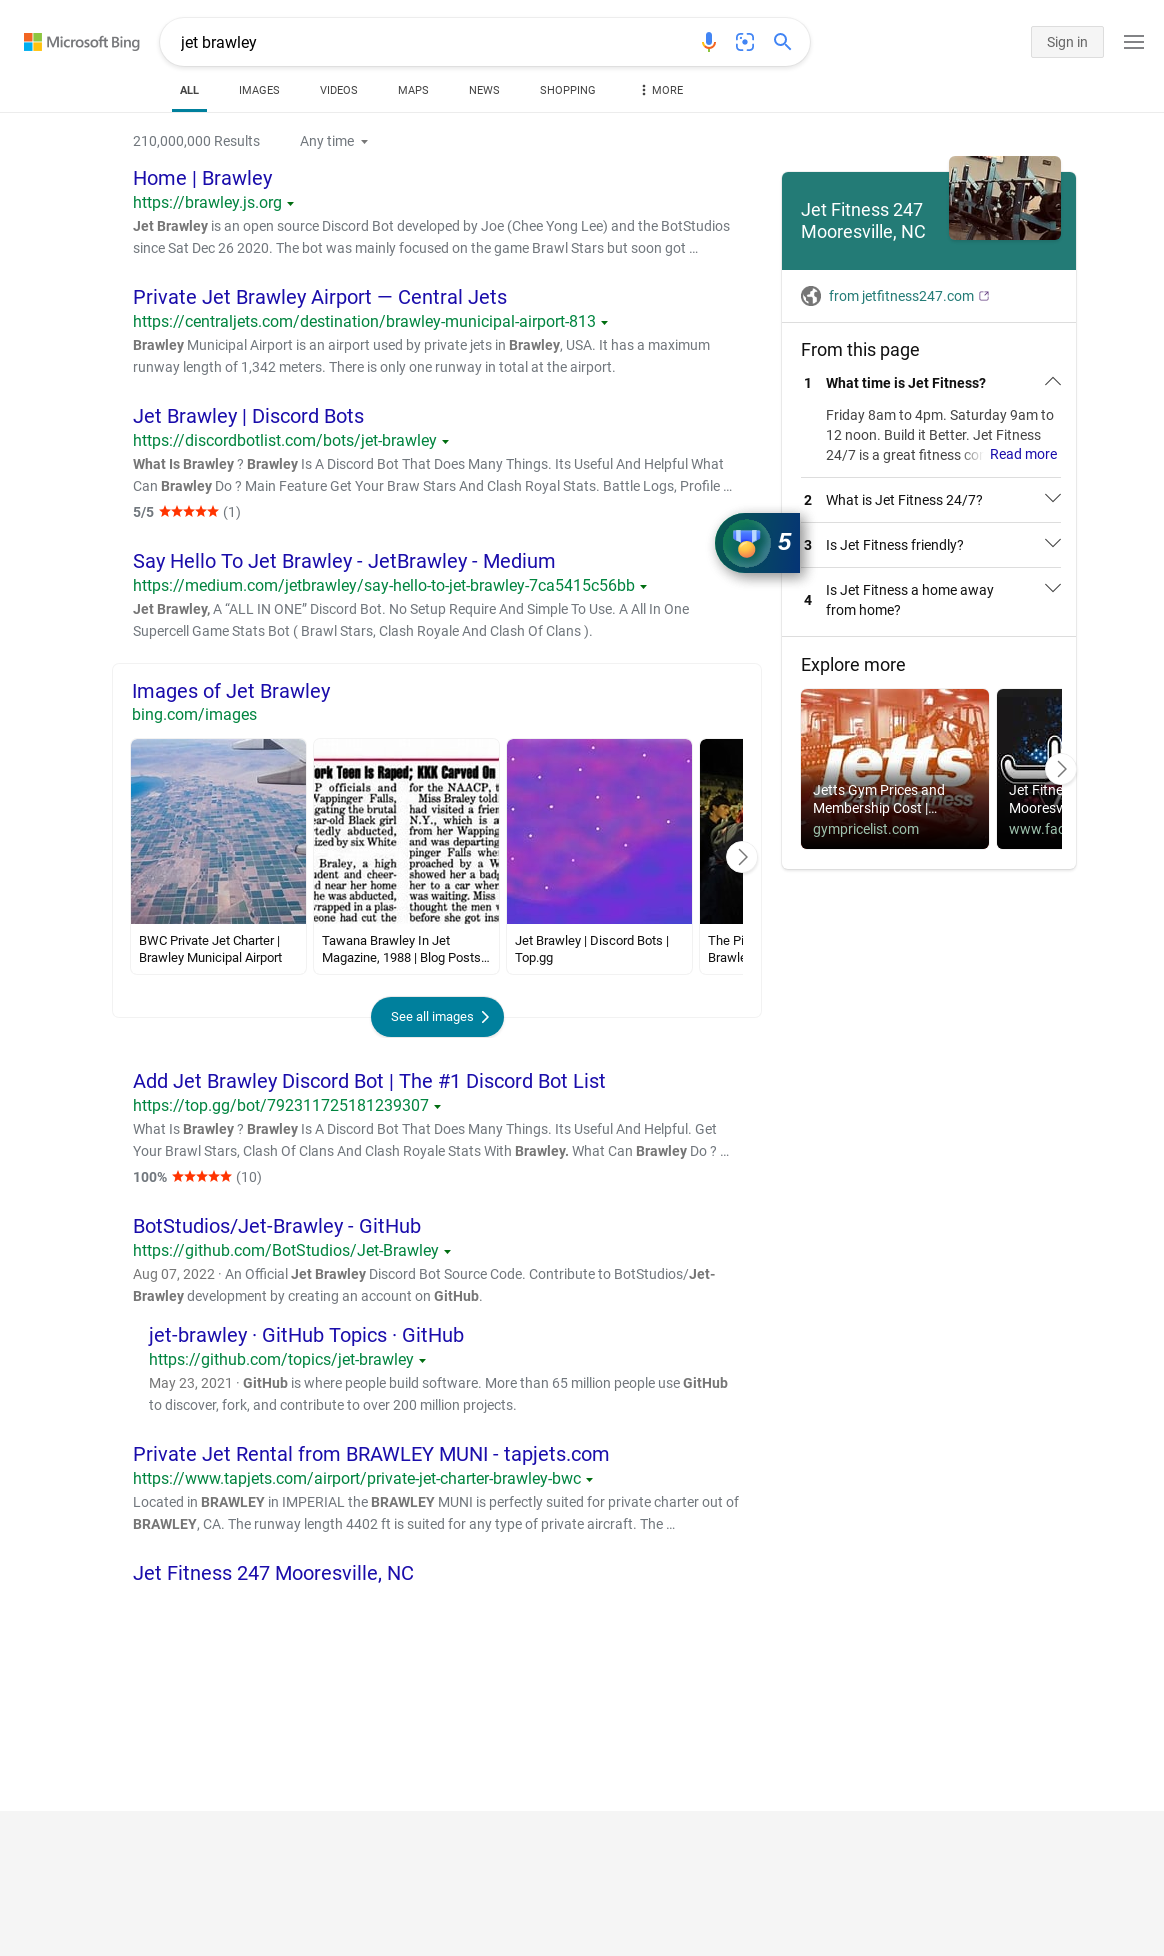 Microsoft Bing
jet brawley
Sign in
ALL
IMAGES
VIDEOS
MAPS
NEWS
SHOPPING
MORE
210,000,000 Results
Any time
Home | Brawley
https://brawley.js.org
Jet Brawley is an open source Discord Bot developed by Joe (Chee Yong Lee) and the BotStudios
since Sat Dec 26 2020. The bot was mainly focused on the game Brawl Stars but soon got …
Private Jet Brawley Airport — Central Jets
https://centraljets.com/destination/brawley-municipal-airport-813
Brawley Municipal Airport is an airport used by private jets in Brawley, USA. It has a maximum
runway length of 1,342 meters. There is only one runway in total at the airport.
Jet Brawley | Discord Bots
https://discordbotlist.com/bots/jet-brawley
What Is Brawley ? Brawley Is A Discord Bot That Does Many Things. Its Useful And Helpful What
Can Brawley Do ? Main Feature Get Your Braw Stars And Clash Royal Stats. Battle Logs, Profile …
5/5 (1)
Say Hello To Jet Brawley - JetBrawley - Medium
https://medium.com/jetbrawley/say-hello-to-jet-brawley-7ca5415c56bb
Jet Brawley, A “ALL IN ONE” Discord Bot. No Setup Require And Simple To Use. A All In One
Supercell Game Stats Bot ( Brawl Stars, Clash Royale And Clash Of Clans ).
Images of Jet Brawley
bing.com/images
ork Teen Is Raped; KKK Carved On
P officials and
Wappinger Falls,
gating the brutal
ear-old Black girl
rtedly abducted,
ized by six White
Braley, a high
udent and cheer-
d near her home
he was abducted,
wrapped in a plas-
eone had cut the
for the NAACP, t
Miss Braley told
had visited a frien
N.Y., which is a
from her Wapping
and was departing
pinger Falls whe
proached by a W
showed her a badg
her to a car when
was waiting. Miss
thought the men w
before she got ins
BWC Private Jet Charter |
Brawley Municipal Airport
Tawana Brawley In Jet
Magazine, 1988 | Blog Posts…
Jet Brawley | Discord Bots |
Top.gg
The Pi
Brawle
See all images
Add Jet Brawley Discord Bot | The #1 Discord Bot List
https://top.gg/bot/792311725181239307
What Is Brawley ? Brawley Is A Discord Bot That Does Many Things. Its Useful And Helpful. Get
Your Brawl Stars, Clash Of Clans And Clash Royale Stats With Brawley. What Can Brawley Do ? …
100% (10)
BotStudios/Jet-Brawley - GitHub
https://github.com/BotStudios/Jet-Brawley
Aug 07, 2022 · An Official Jet Brawley Discord Bot Source Code. Contribute to BotStudios/Jet-
Brawley development by creating an account on GitHub.
jet-brawley · GitHub Topics · GitHub
https://github.com/topics/jet-brawley
May 23, 2021 · GitHub is where people build software. More than 65 million people use GitHub
to discover, fork, and contribute to over 200 million projects.
Private Jet Rental from BRAWLEY MUNI - tapjets.com
https://www.tapjets.com/airport/private-jet-charter-brawley-bwc
Located in BRAWLEY in IMPERIAL the BRAWLEY MUNI is perfectly suited for private charter out of
BRAWLEY, CA. The runway length 4402 ft is suited for any type of private aircraft. The …
Jet Fitness 247 Mooresville, NC
Jet Fitness 247
Mooresville, NC
from jetfitness247.com
From this page
1 What time is Jet Fitness?
Friday 8am to 4pm. Saturday 9am to
12 noon. Build it Better. Jet Fitness
24/7 is a great fitness co Read more
2 What is Jet Fitness 24/7?
5
3 Is Jet Fitness friendly?
4 Is Jet Fitness a home away
from home?
Explore more
jetts
Jetts Gym Prices and
Membership Cost |…
gympricelist.com
Jet Fitne
Mooresv
www.fac